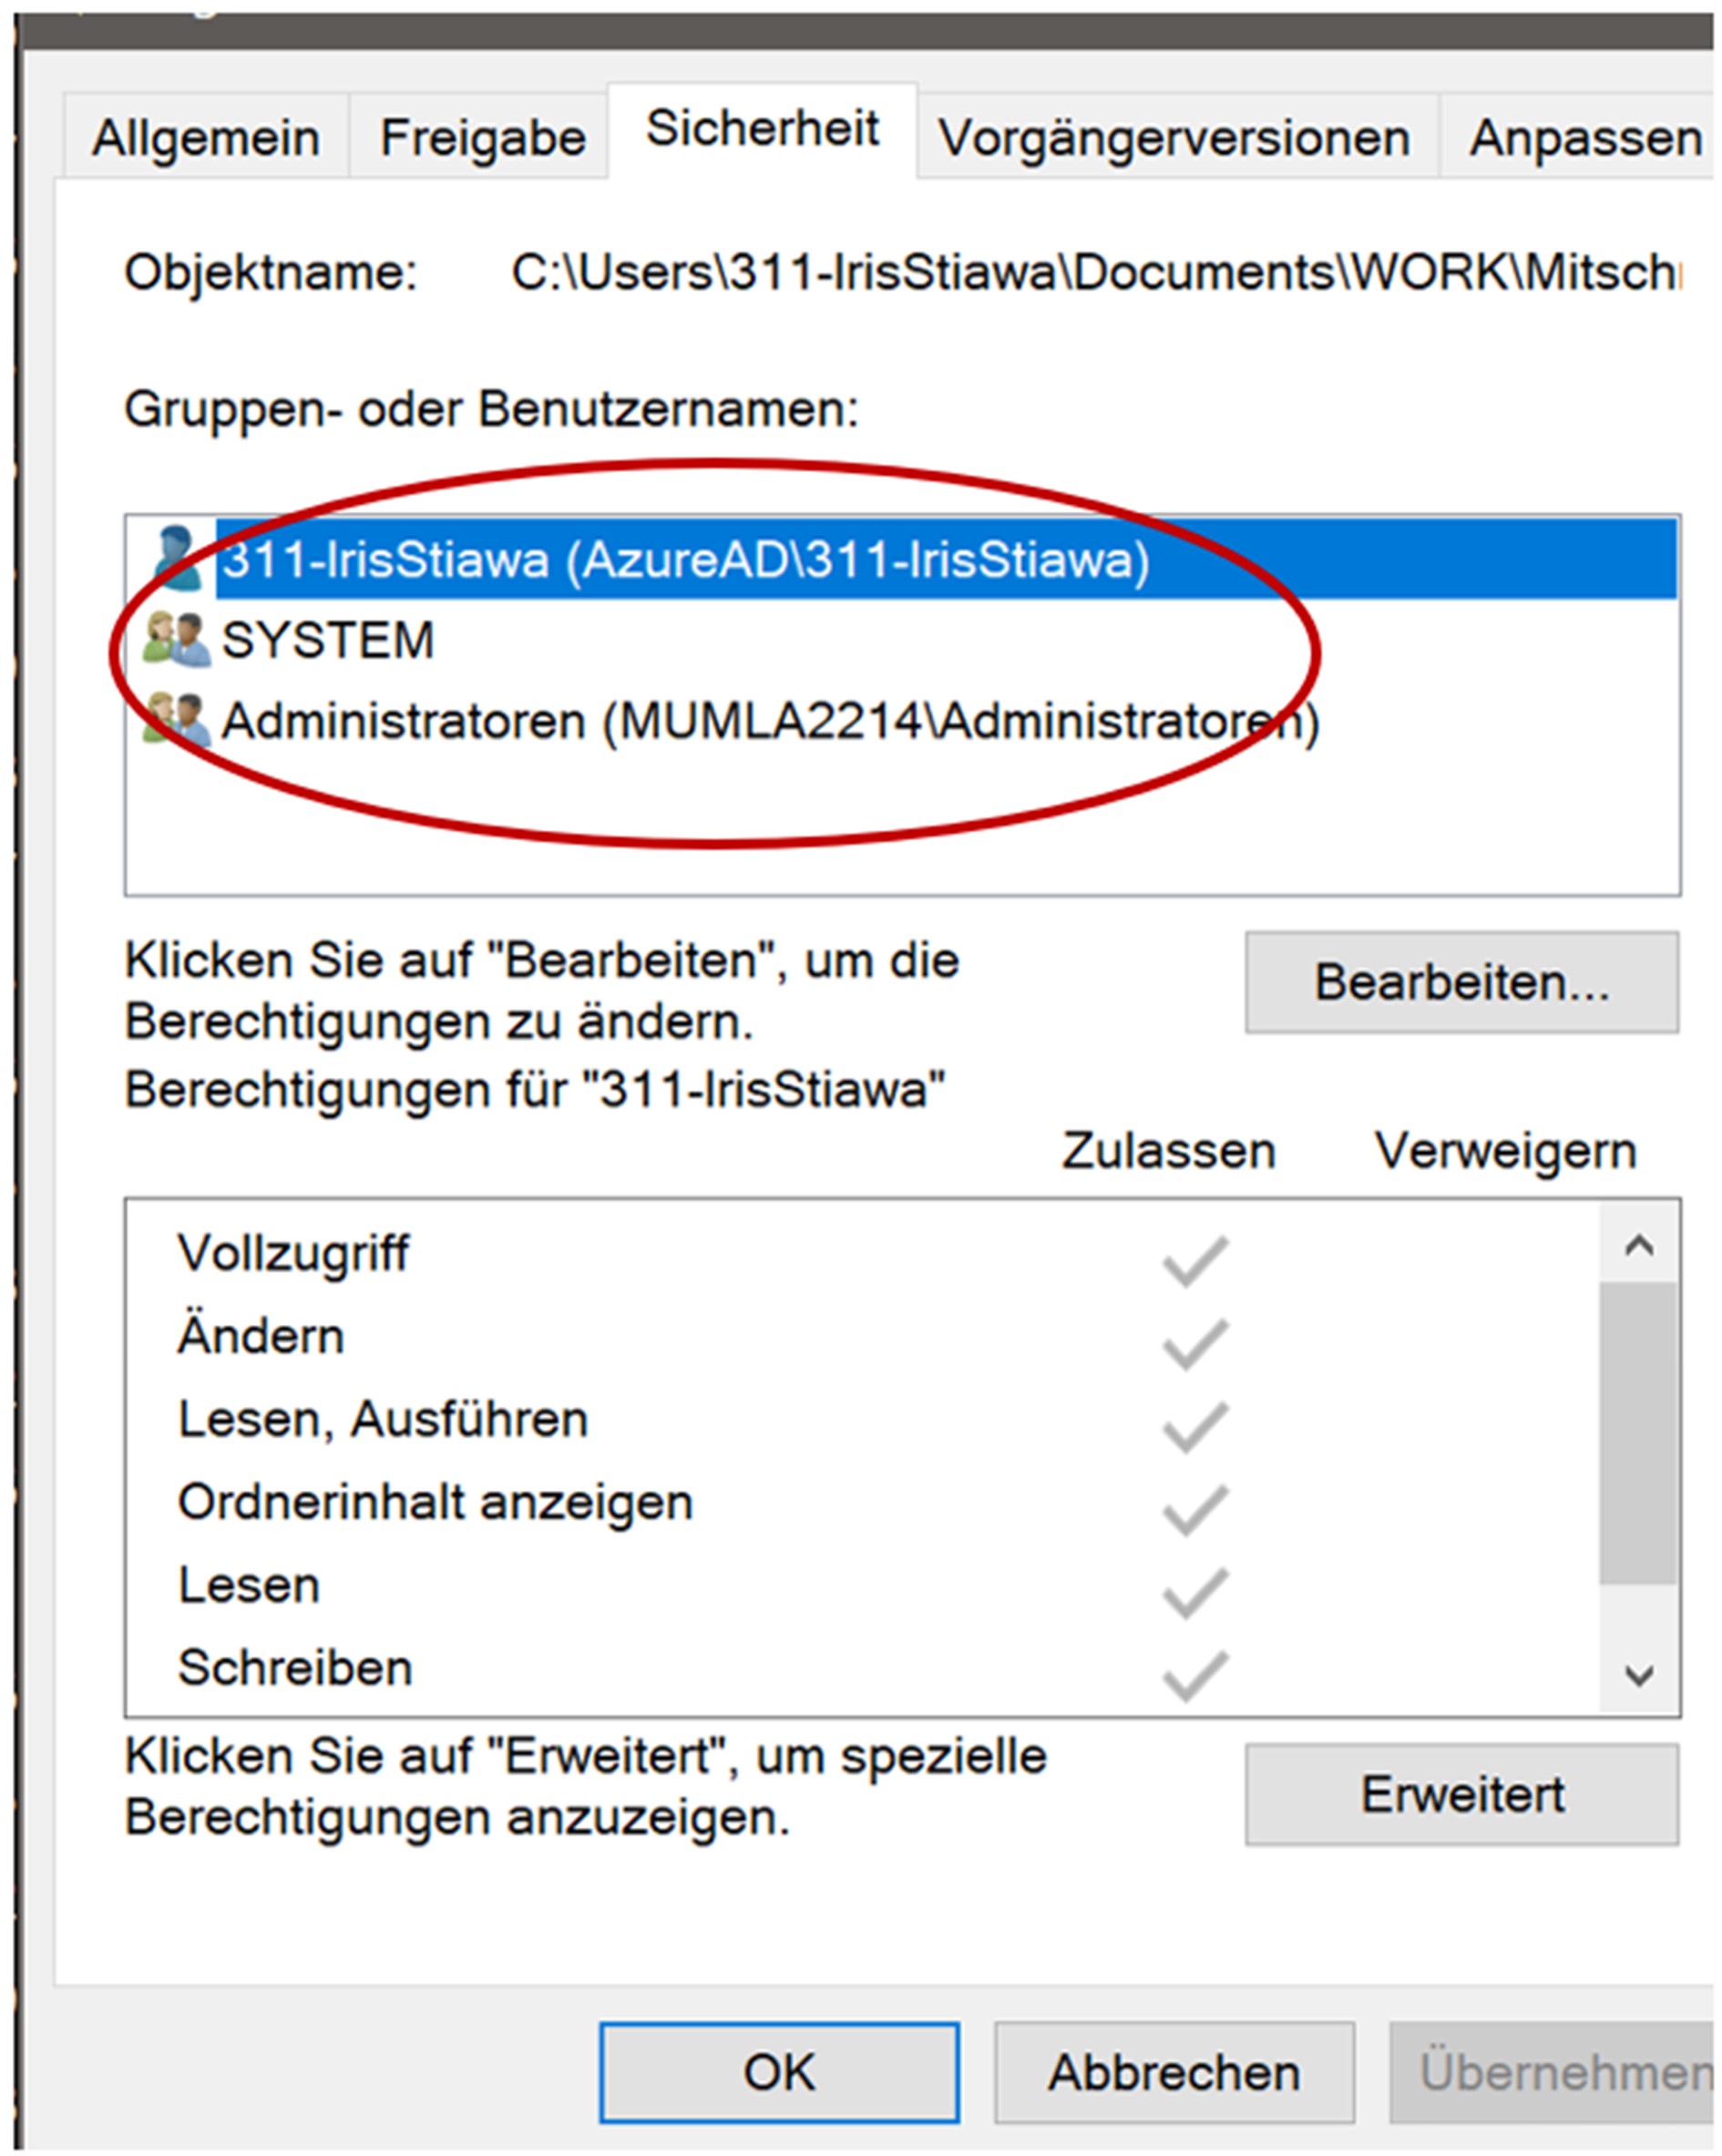 Allgemein Freigabe Sicherheit Vorgängerversionen Anpassen
Objektname: C:\Users\311-IrisStiawa\Documents\WORK\Mitsch
Gruppen- oder Benutzernamen:
311-IrisStiawa (AzureAD\311-IrisStiawa)
SYSTEM
Administratoren (MUMLA2214\Administratoren)
Klicken Sie auf "Bearbeiten", um die
Berechtigungen zu ändern.
Bearbeiten...
Berechtigungen für "311-IrisStiawa"
Zulassen Verweigern
Vollzugriff
Ändern
Lesen, Ausführen
Ordnerinhalt anzeigen
Lesen
Schreiben
Klicken Sie auf "Erweitert", um spezielle
Berechtigungen anzuzeigen.
Erweitert
OK Abbrechen Übernehmen